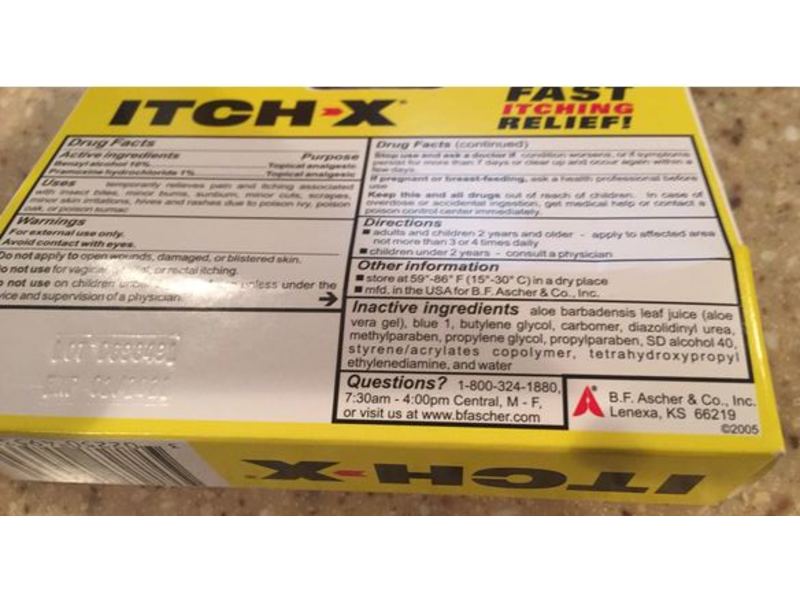 ITCH-X®
FAST
ITCHING
RELIEF!
Drug Facts
Active ingredients Purpose
Benzyl alcohol 10% Topical analgesic
Pramoxine hydrochloride 1% Topical analgesic
Uses temporarily relieves pain and itching associated
with insect bites, minor burns, sunburn, minor cuts, scrapes,
minor skin irritations, hives and rashes due to poison ivy, poison
oak, or poison sumac
Warnings
For external use only.
Avoid contact with eyes.
Do not apply to open wounds, damaged, or blistered skin.
o not use for or rectal itching.
not use on children unless under the
vice and supervision of a physician
Drug Facts (continued)
Stop use and ask a doctor if condition worsens, or if symptoms
persist for more than 7 days or clear up and occur again within a
few days
If pregnant or breast-feeding, ask a health professional before
use
Keep this and all drugs out of reach of children. In case of
overdose or accidental ingestion, get medical help or contact a
poison control center immediately.
Directions
■ adults and children 2 years and older - apply to affected area
not more than 3 or 4 times daily
■ children under 2 years - consult a physician
Other information
■ store at 59°-86° F (15°-30° C) in a dry place
■ mfd. in the USA for B.F. Ascher & Co., Inc.
Inactive ingredients aloe barbadensis leaf juice (aloe
vera gel), blue 1, butylene glycol, carbomer, diazolidinyl urea,
methylparaben, propylene glycol, propylparaben, SD alcohol 40,
styrene/acrylates copolymer, tetrahydroxypropyl
ethylenediamine, and water
Questions? 1-800-324-1880,
7:30am - 4:00pm Central, M - F,
or visit us at www.bfascher.com
B.F. Ascher & Co., Inc.
Lenexa, KS 66219
©2005
ITCH-X